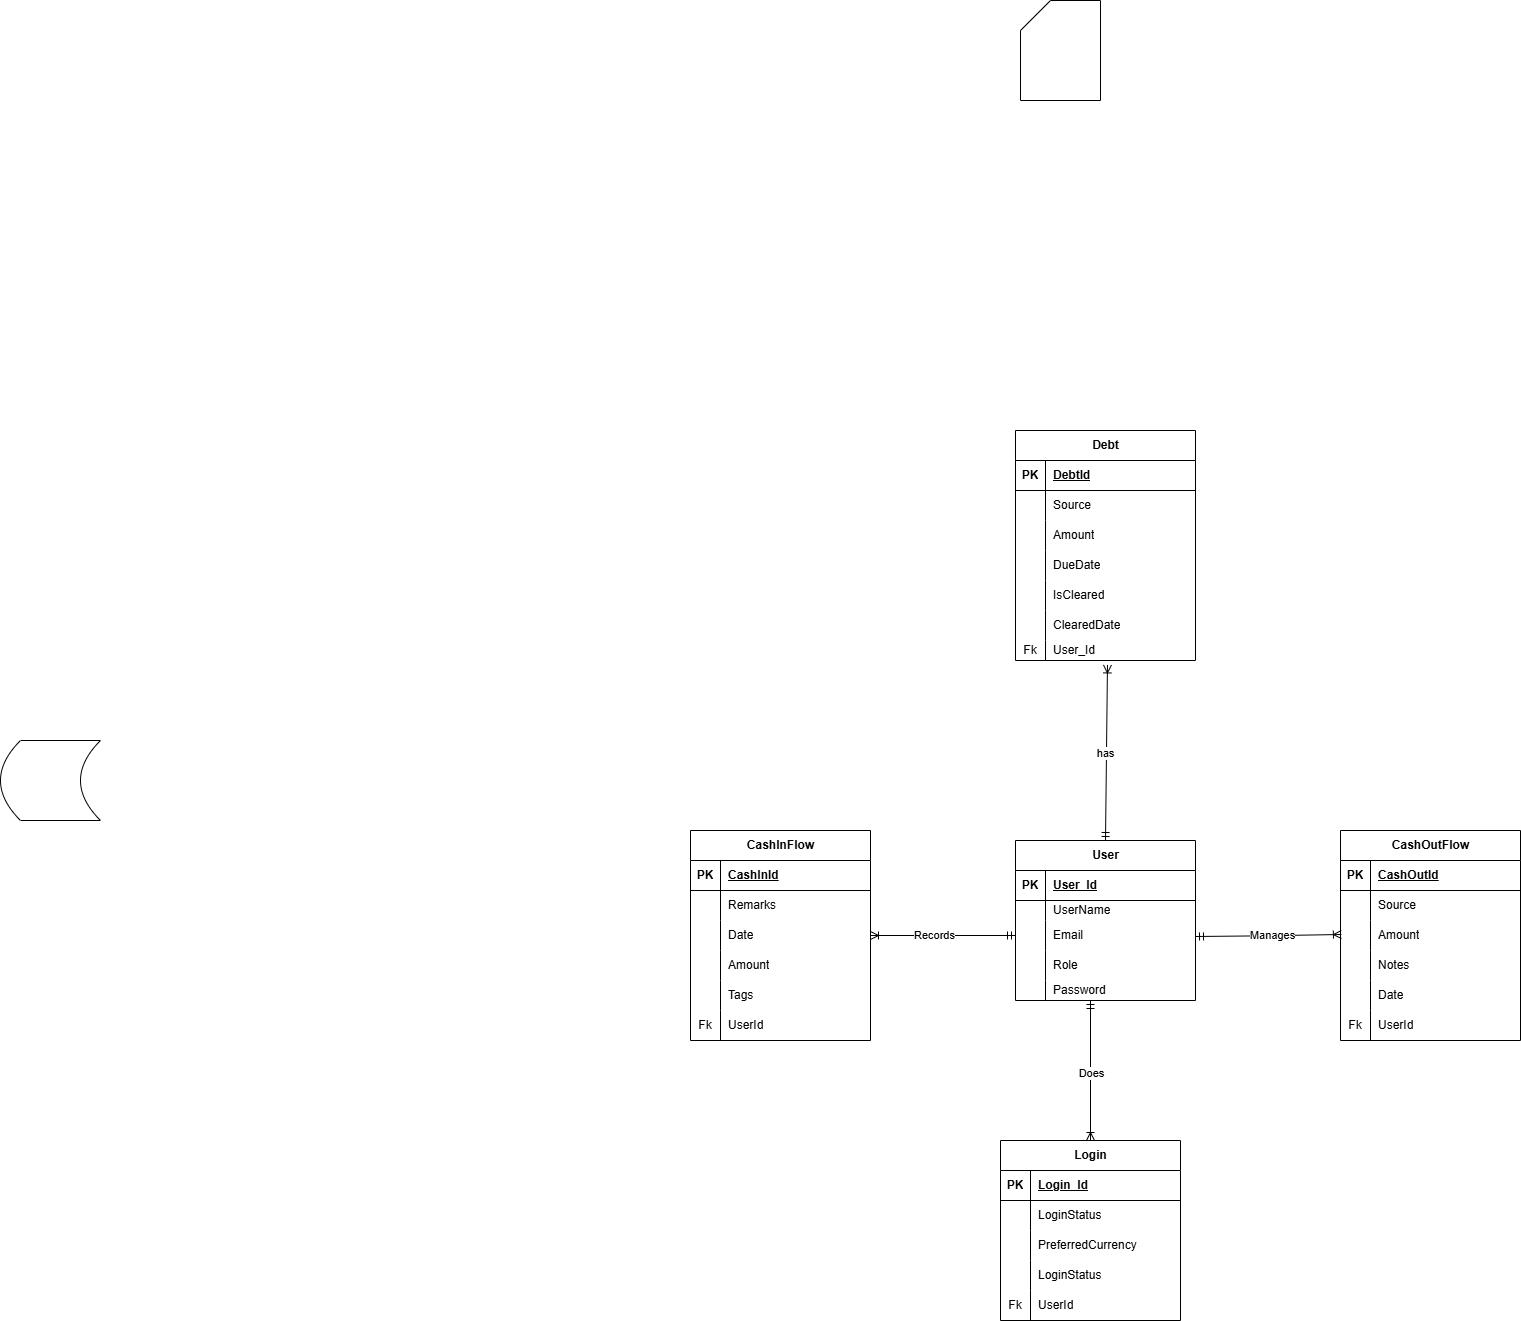 Debt
PK DebtId
Source
Amount
DueDate
IsCleared
ClearedDate
Fk User_Id
has
CashInFlow
PK CashInId
Remarks
Date
Amount
Tags
Fk UserId
Records
User
PK User_Id
UserName
Email
Role
Password
Manages
CashOutFlow
PK CashOutId
Source
Amount
Notes
Date
Fk UserId
Does
Login
PK Login_Id
LoginStatus
PreferredCurrency
LoginStatus
Fk UserId